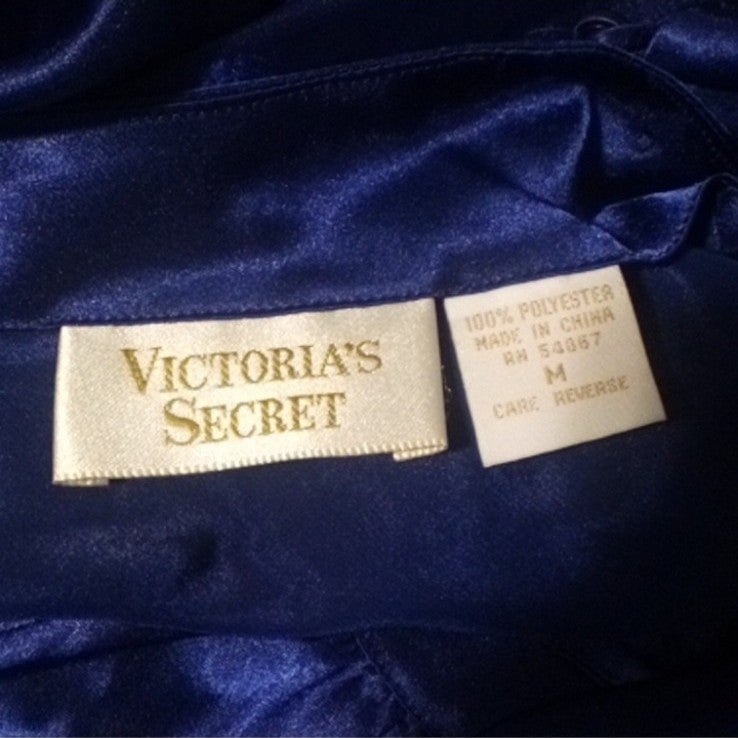 VICTORIA'S
SECRET
100% POLYESTER
MADE IN CHINA
RN 54867
M
CARE REVERSE